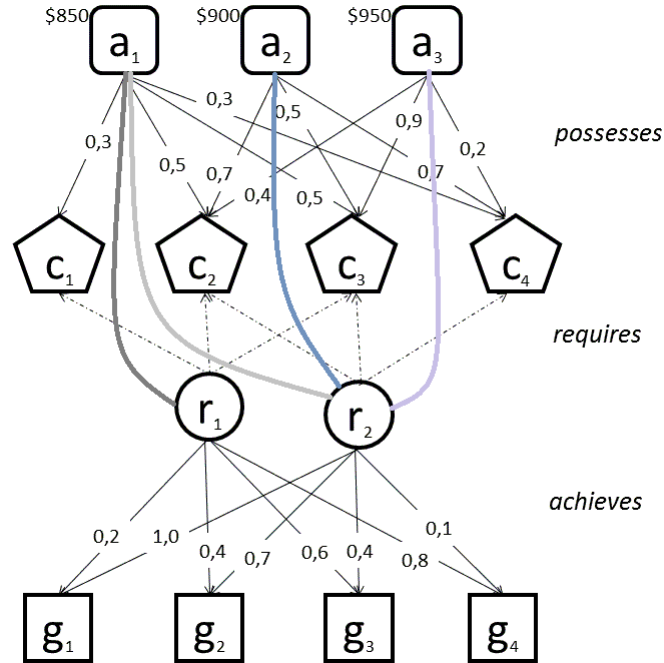 $850 $900 $950
a₁ a₂ a₃
0,3 0,5 0,9
possesses
0,3 0,5 0,7 0,4 0,5 0,7 0,2
c₁ c₂ c₃ c₄
requires
r₁ r₂
achieves
0,2 1,0 0,4 0,7 0,6 0,4 0,8 0,1
g₁ g₂ g₃ g₄